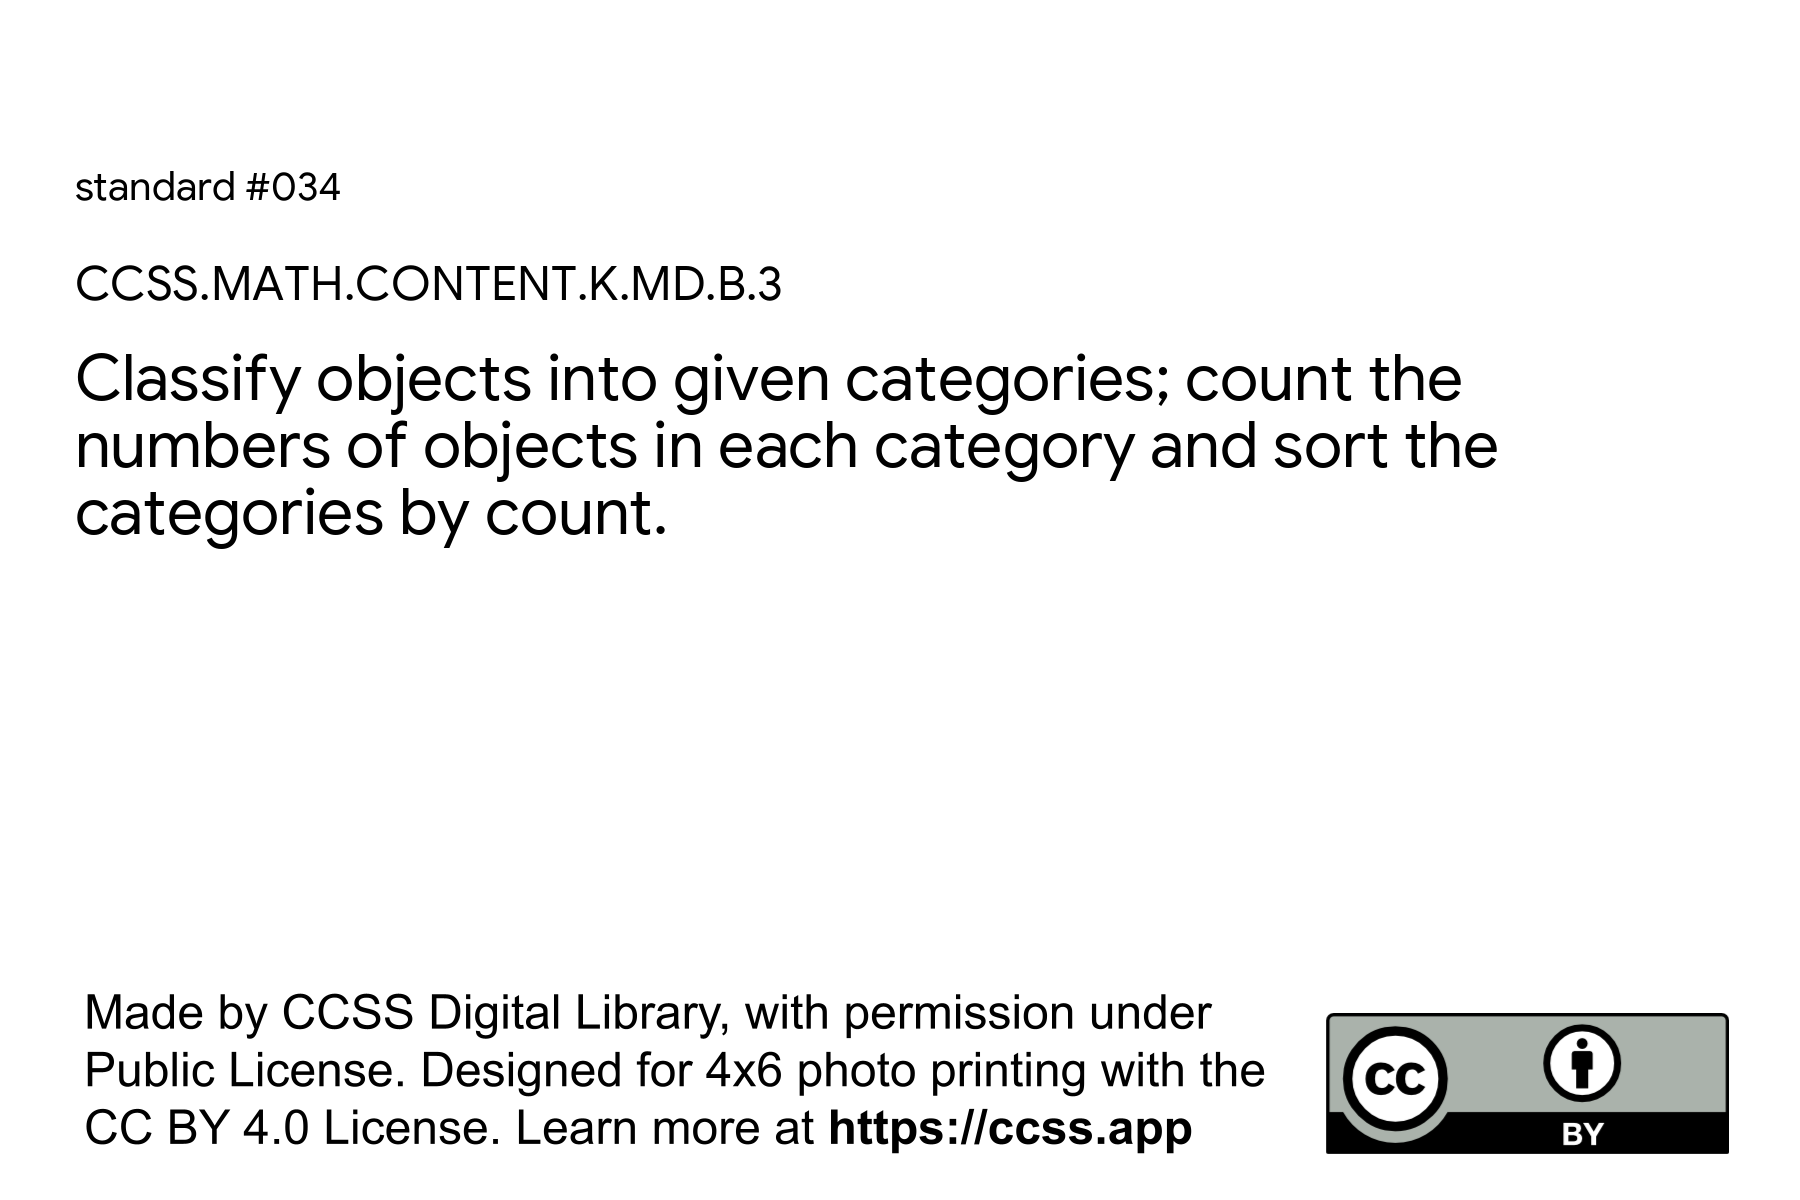 standard #034
CCSS.MATH.CONTENT.K.MD.B.3
Classify objects into given categories; count the
numbers of objects in each category and sort the
categories by count.
Made by CCSS Digital Library, with permission under
Public License. Designed for 4x6 photo printing with the
CC BY 4.0 License. Learn more at https://ccss.app
CC
BY